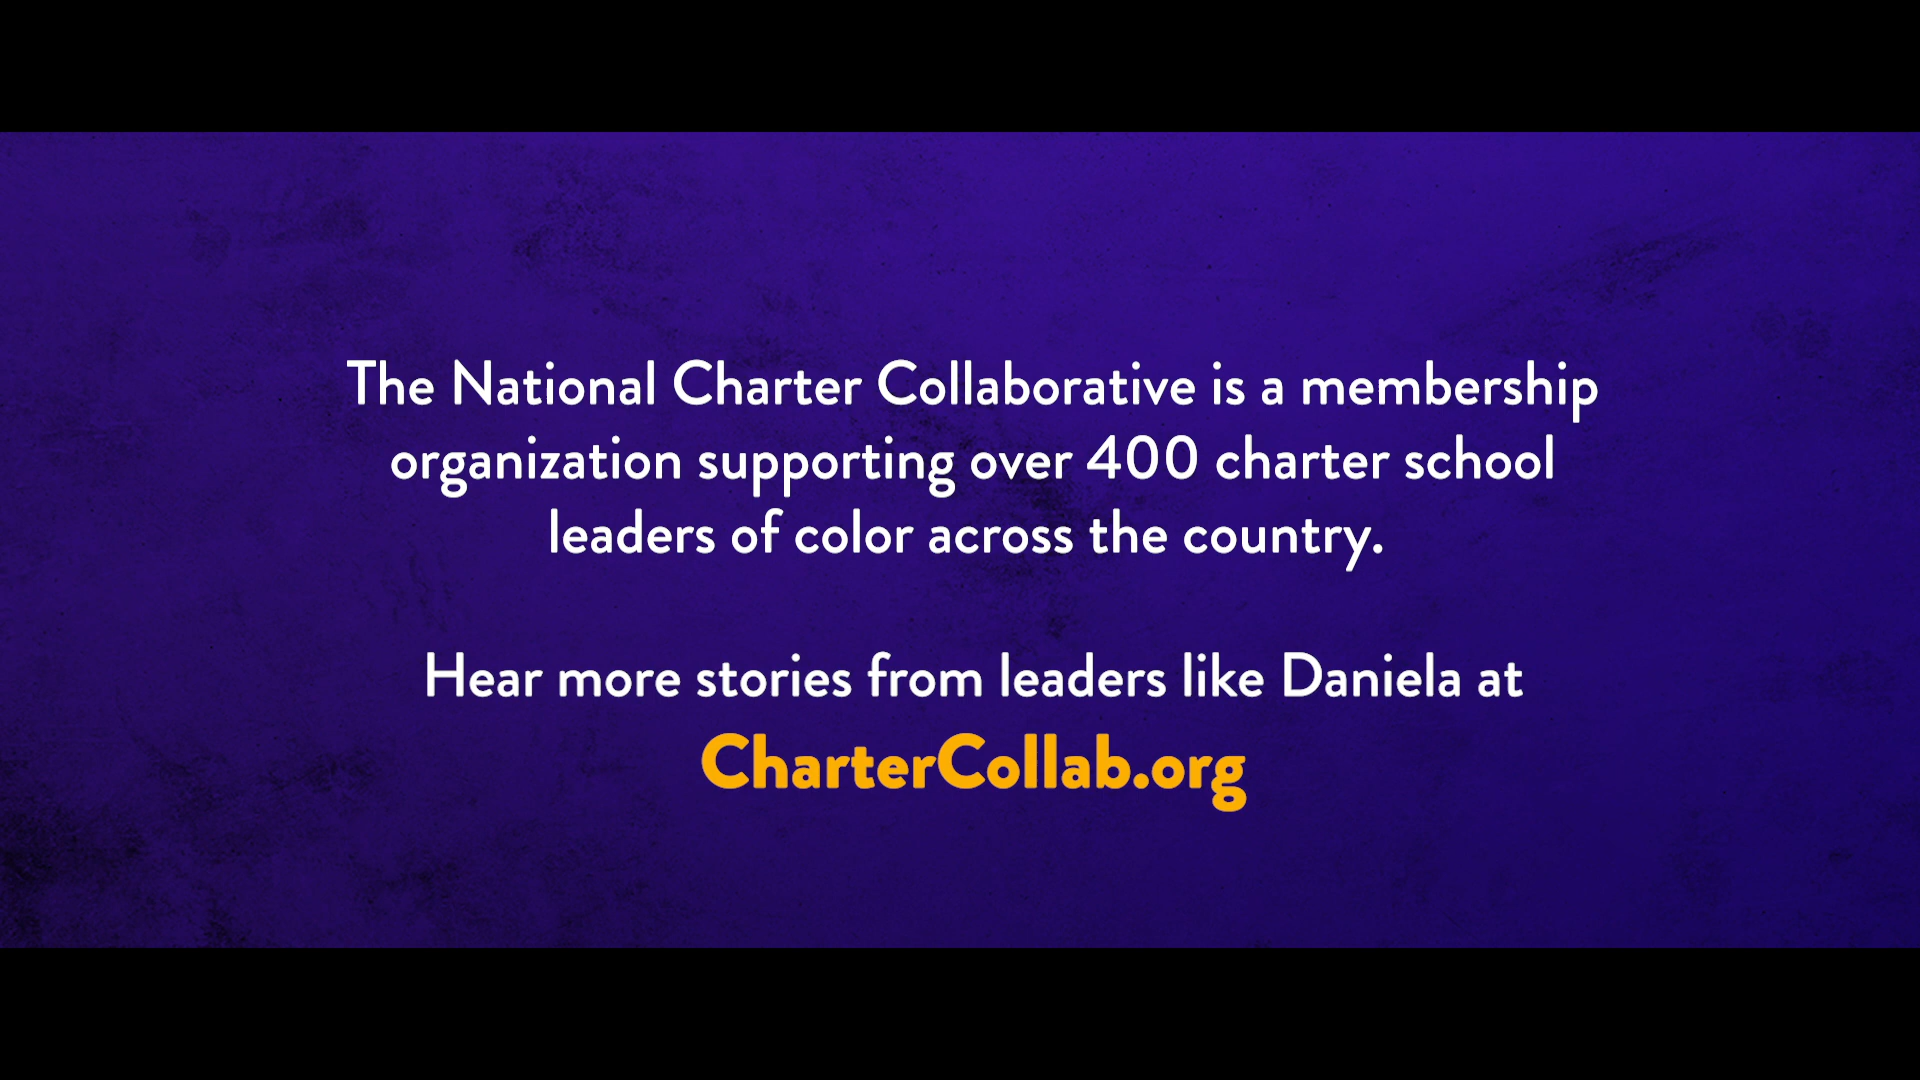 The National Charter Collaborative is a membership
organization supporting over 400 charter school
leaders of color across the country.
Hear more stories from leaders like Daniela at
CharterCollab.org